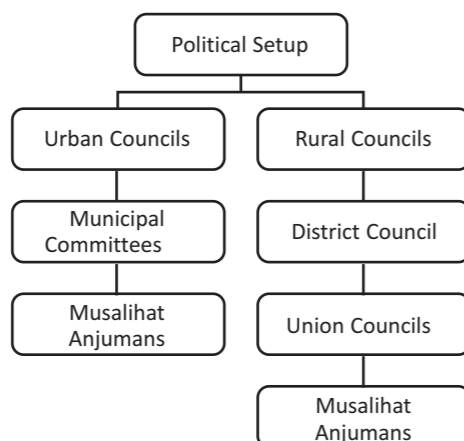 Political Setup
Urban Councils
Rural Councils
Municipal
Committees
District Council
Musalihat
Anjumans
Union Councils
Musalihat
Anjumans